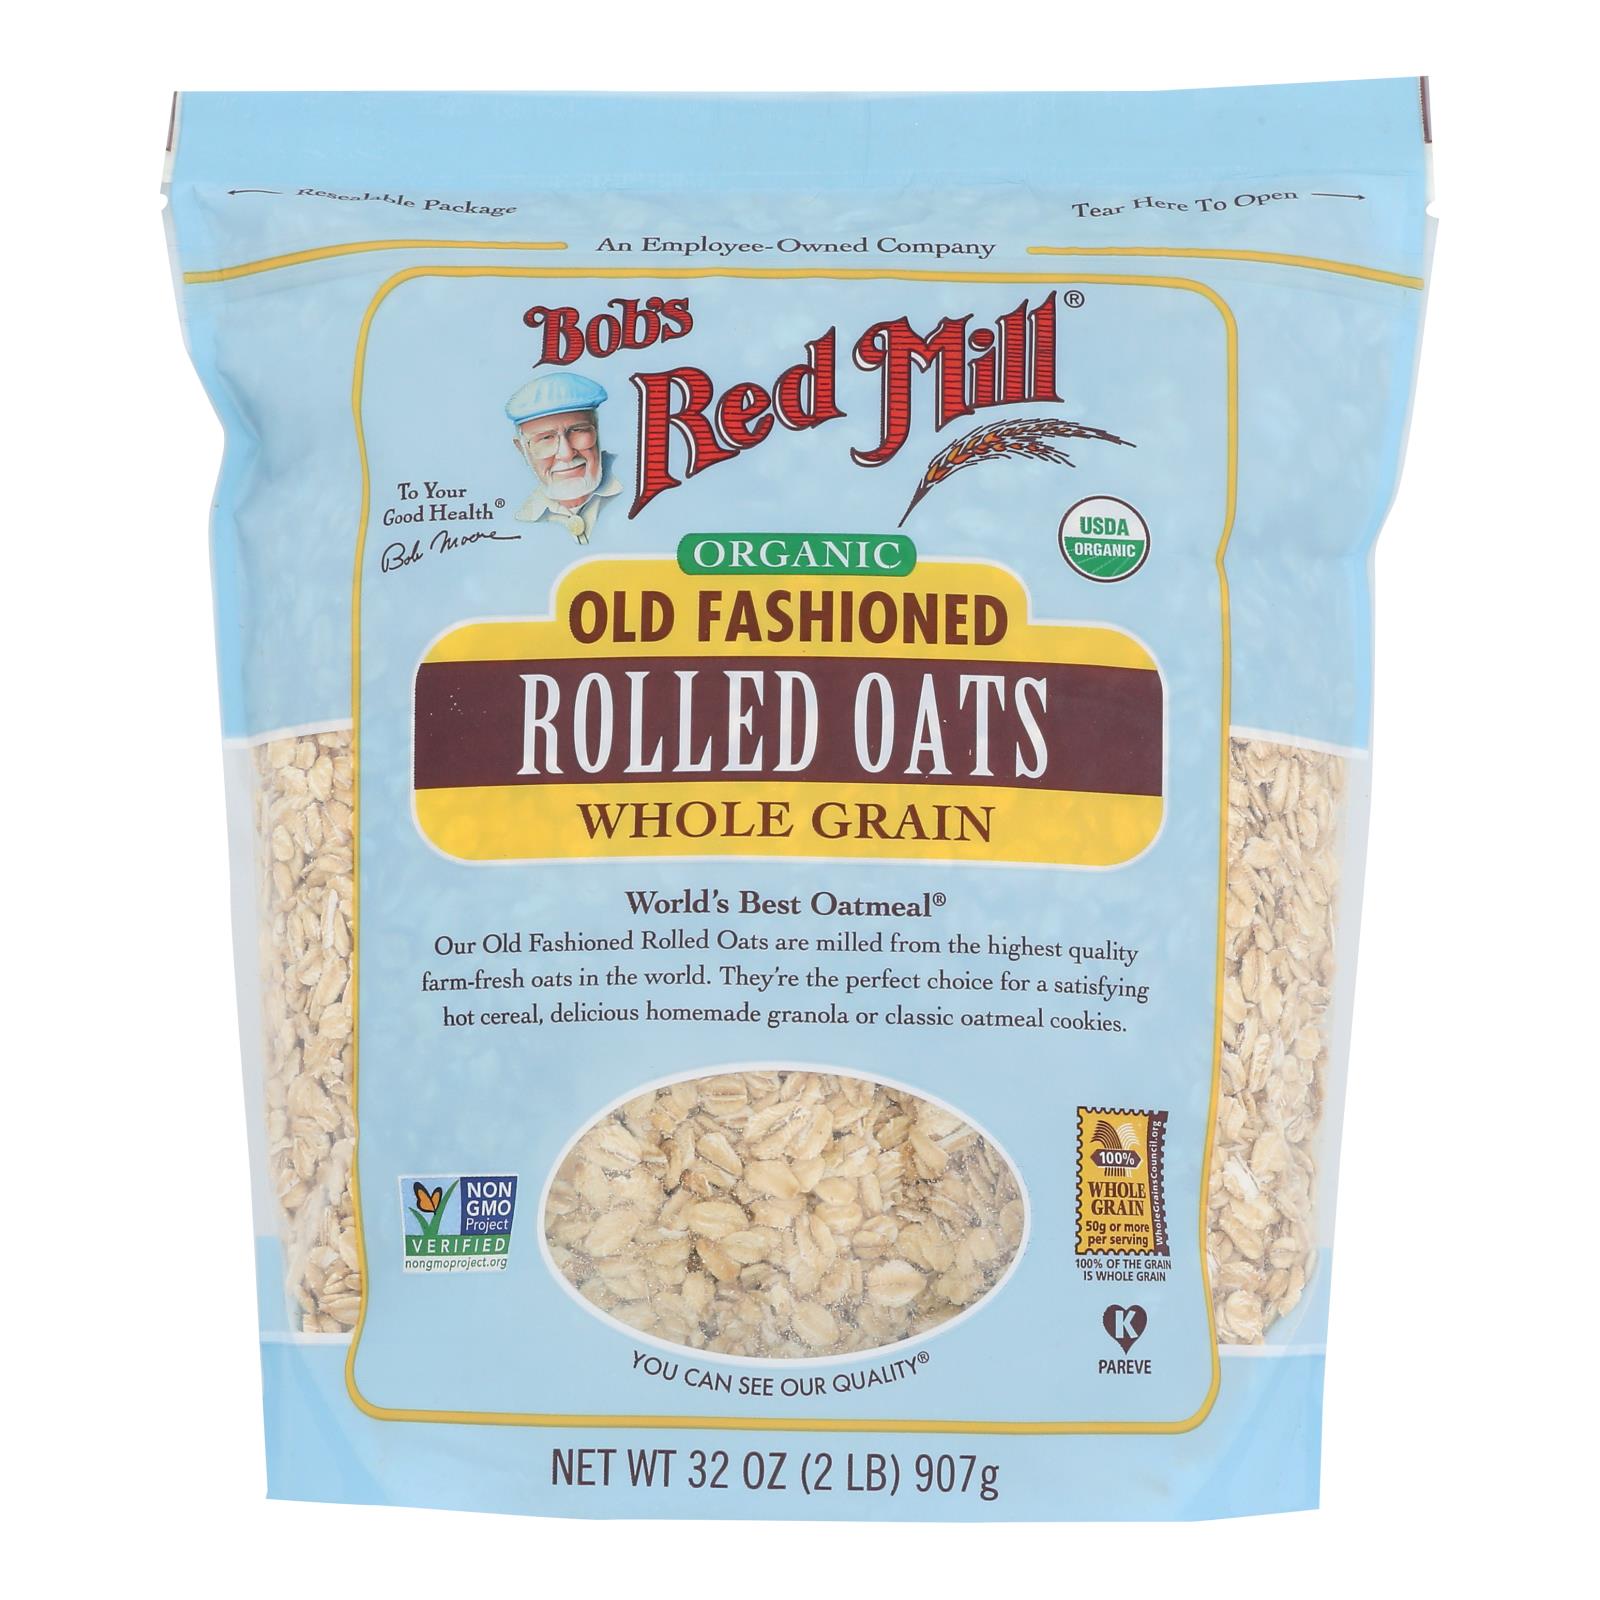 Resealable Package
Tear Here To Open
An Employee-Owned Company
Bob's
Red Mill®
To Your
Good Health®
Bob Moore
USDA
ORGANIC
ORGANIC
OLD FASHIONED
ROLLED OATS
WHOLE GRAIN
World's Best Oatmeal®
Our Old Fashioned Rolled Oats are milled from the highest quality
farm-fresh oats in the world. They're the perfect choice for a satisfying
hot cereal, delicious homemade granola or classic oatmeal cookies.
NON
GMO
Project
VERIFIED
nongmoproject.org
100%
WHOLE
GRAIN
50g or more
per serving
WholeGrainsCouncil.org
100% OF THE GRAIN
IS WHOLE GRAIN
K
PAREVE
YOU CAN SEE OUR QUALITY®
NET WT 32 OZ (2 LB) 907g